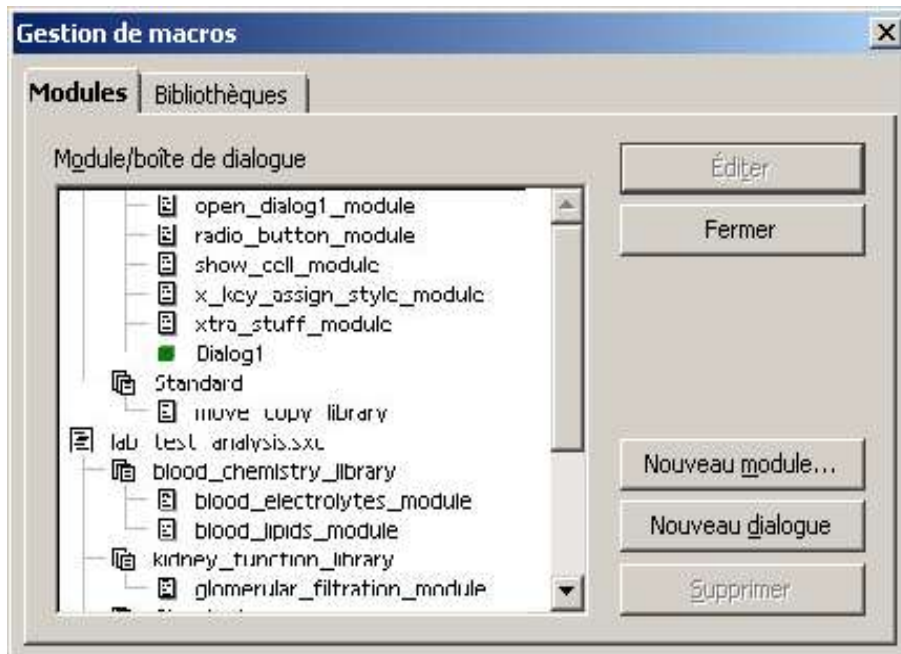 Gestion de macros
Modules
Bibliothèques
Module/boîte de dialogue
open_dialog1_module
radio_button_module
show_cell_module
x_key_assign_style_module
xtra_stuff_module
Dialog1
Standard
move_copy_library
lab_test_analysis.sxc
blood_chemistry_library
blood_electrolytes_module
blood_lipids_module
kidney_function_library
glomerular_filtration_module
Éditer
Fermer
Nouveau module...
Nouveau dialogue
Supprimer